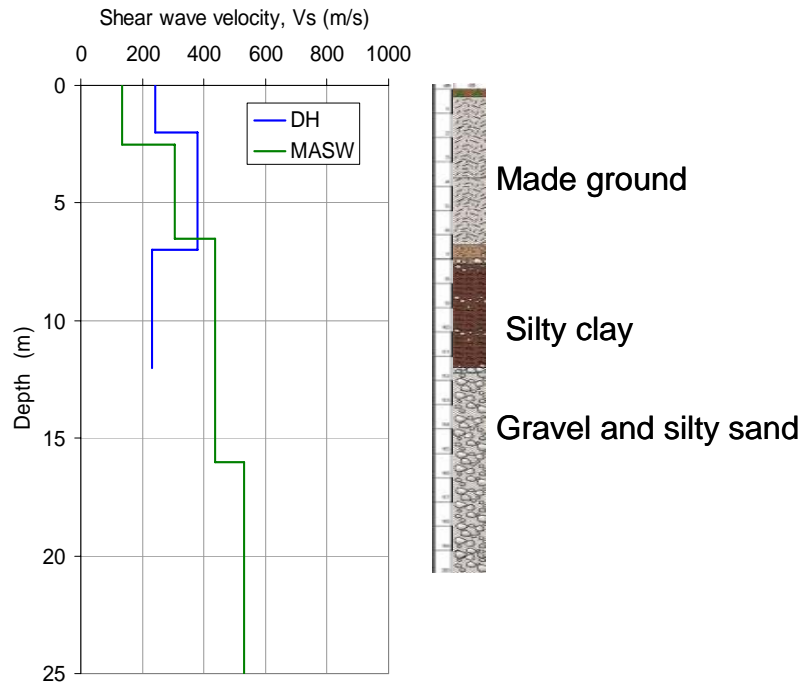 Shear wave velocity, Vs (m/s)
0 200 400 600 800 1000
0
5
10
15
20
25
Depth (m)
DH
MASW
Made ground
Silty clay
Gravel and silty sand